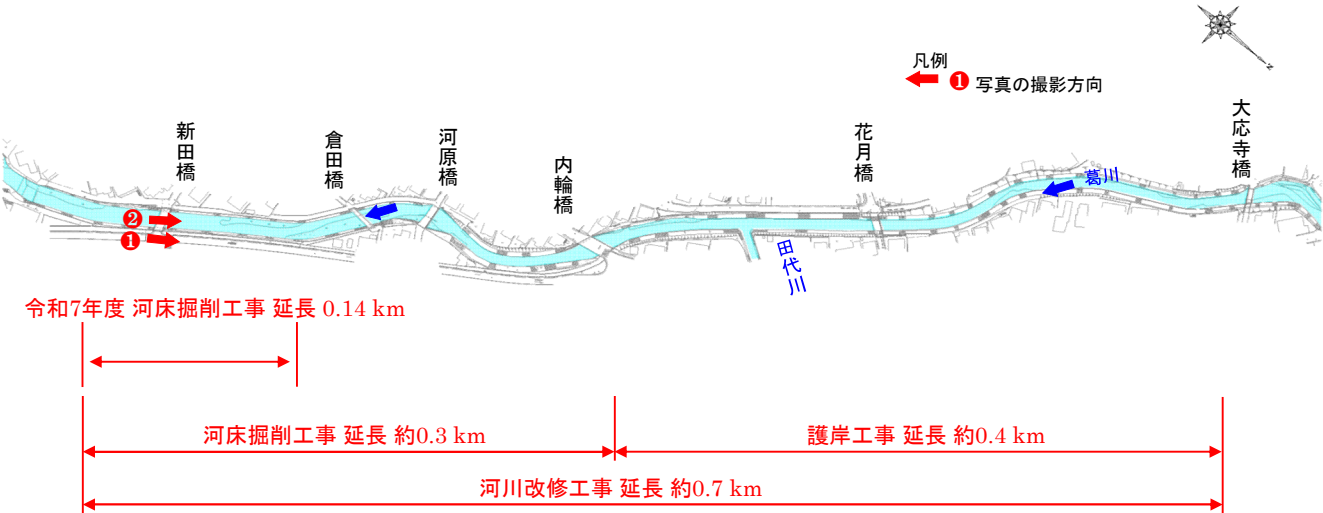 N
凡例
❶ 写真の撮影方向
新田橋
倉田橋
河原橋
内輪橋
花月橋
大応寺橋
葛川
田代川
❷
❶
令和7年度 河床掘削工事 延長 0.14 km
河床掘削工事 延長 約0.3 km
護岸工事 延長 約0.4 km
河川改修工事 延長 約0.7 km